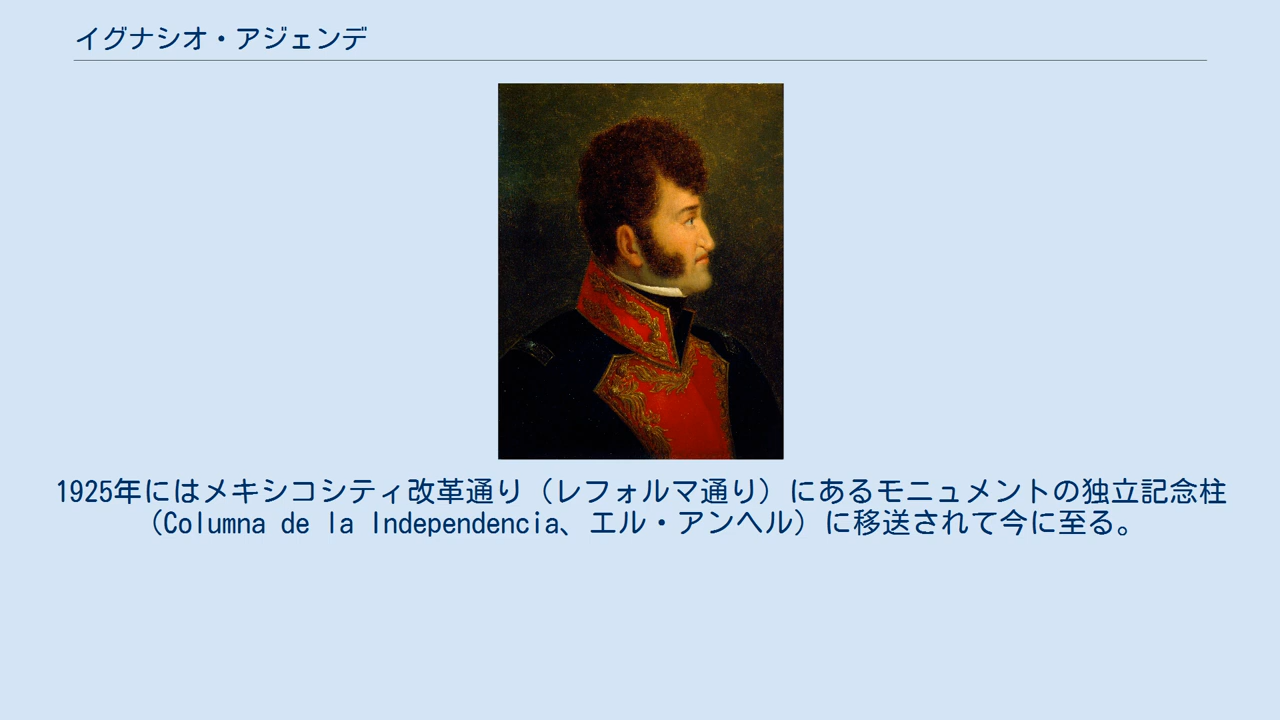 イグナシオ・アジェンデ
1925年にはメキシコシティ改革通り（レフォルマ通り）にあるモニュメントの独立記念柱
（Columna de la Independencia、エル・アンヘル）に移送されて今に至る。